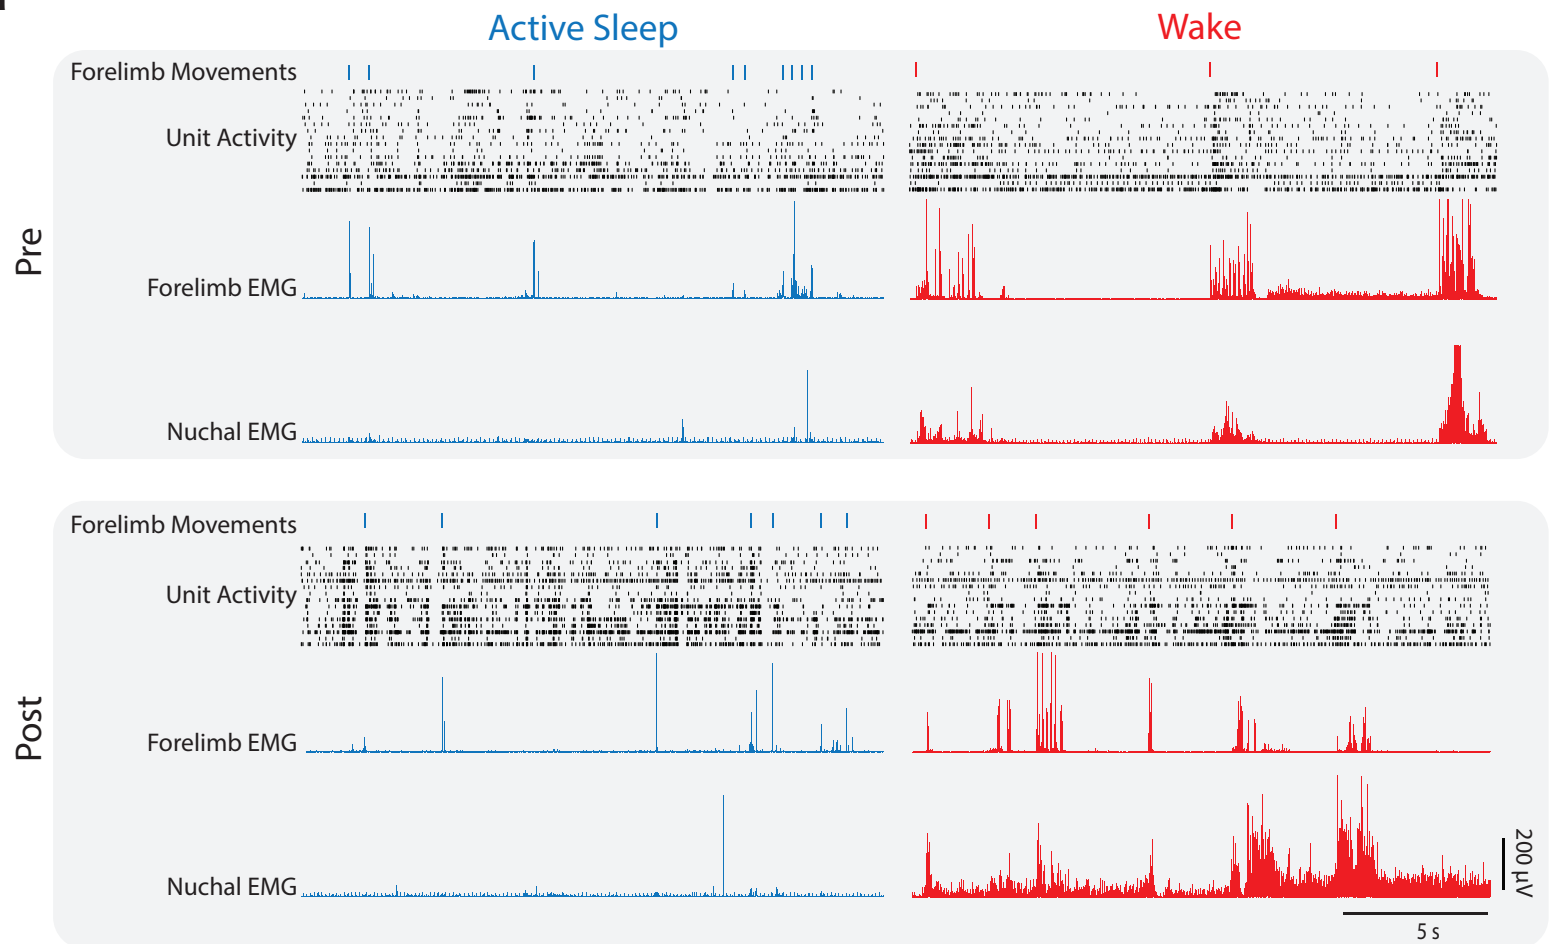 Active Sleep
Wake
Pre
Forelimb Movements
Unit Activity
Forelimb EMG
Nuchal EMG
Post
Forelimb Movements
Unit Activity
Forelimb EMG
Nuchal EMG
200 μV
5 s